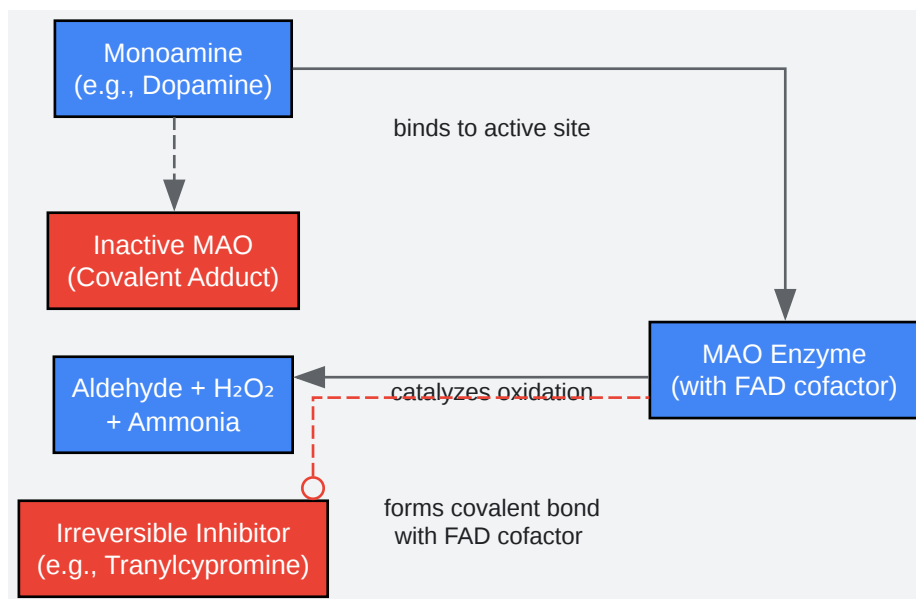 Monoamine
(e.g., Dopamine)
binds to active site
Inactive MAO
(Covalent Adduct)
MAO Enzyme
(with FAD cofactor)
Aldehyde + H₂O₂
+ Ammonia
catalyzes oxidation
Irreversible Inhibitor
(e.g., Tranylcypromine)
forms covalent bond
with FAD cofactor